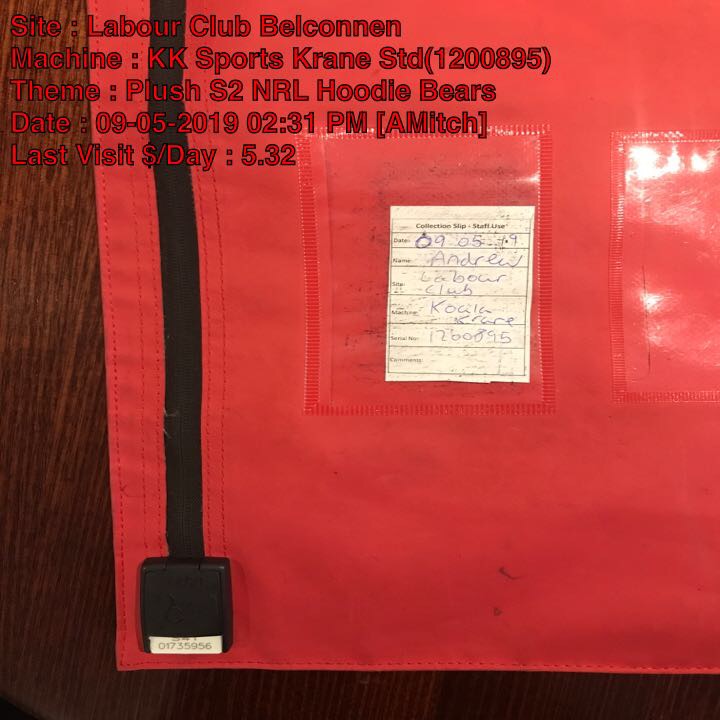 Site : Labour Club Belconnen
Machine : KK Sports Krane Std(1200895)
Theme : Plush S2 NRL Hoodie Bears
Date : 09-05-2019 02:31 PM [AMitch]
Last Visit $/Day : 5.32
Collection Slip - Staff Use
Date: 09 05 19
Name: Andrew
Site: Labour
Club
Machine: Koala
Krane
Serial No: 1200895
Comments:
01735956